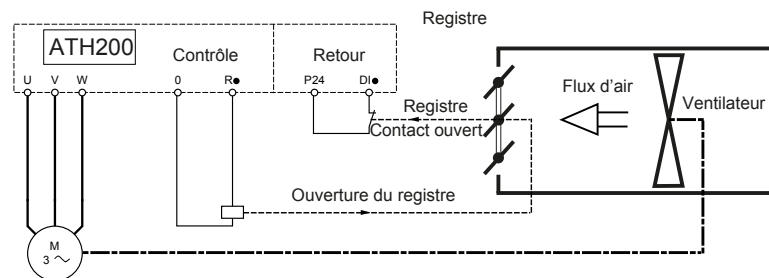 Registre
ATH200
Contrôle
Retour
U V W
0 R●
P24 DI●
Registre
Contact ouvert
Flux d'air
Ventilateur
Ouverture du registre
M
3 ~